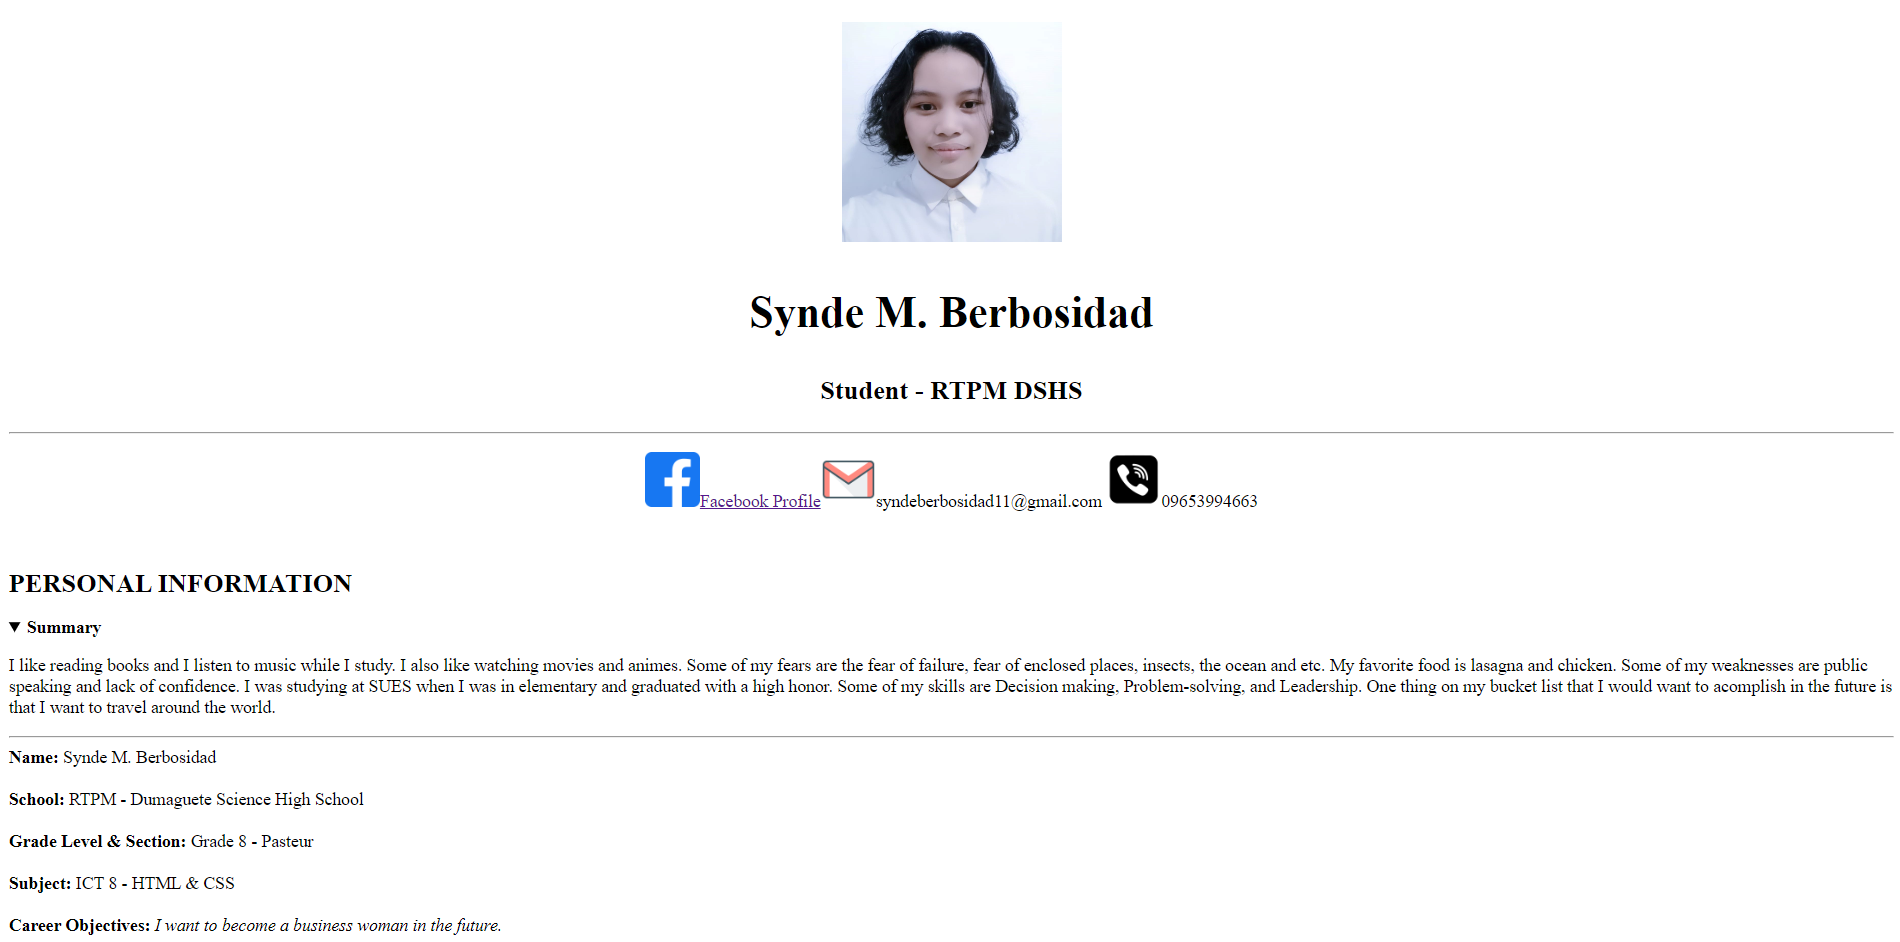 Synde M. Berbosidad
Student - RTPM DSHS
Facebook Profile syndeberbosidad11@gmail.com 09653994663
PERSONAL INFORMATION
Summary
I like reading books and I listen to music while I study. I also like watching movies and animes. Some of my fears are the fear of failure, fear of enclosed places, insects, the ocean and etc. My favorite food is lasagna and chicken. Some of my weaknesses are public
speaking and lack of confidence. I was studying at SUES when I was in elementary and graduated with a high honor. Some of my skills are Decision making, Problem-solving, and Leadership. One thing on my bucket list that I would want to acomplish in the future is
that I want to travel around the world.
Name: Synde M. Berbosidad
School: RTPM - Dumaguete Science High School
Grade Level & Section: Grade 8 - Pasteur
Subject: ICT 8 - HTML & CSS
Career Objectives: I want to become a business woman in the future.